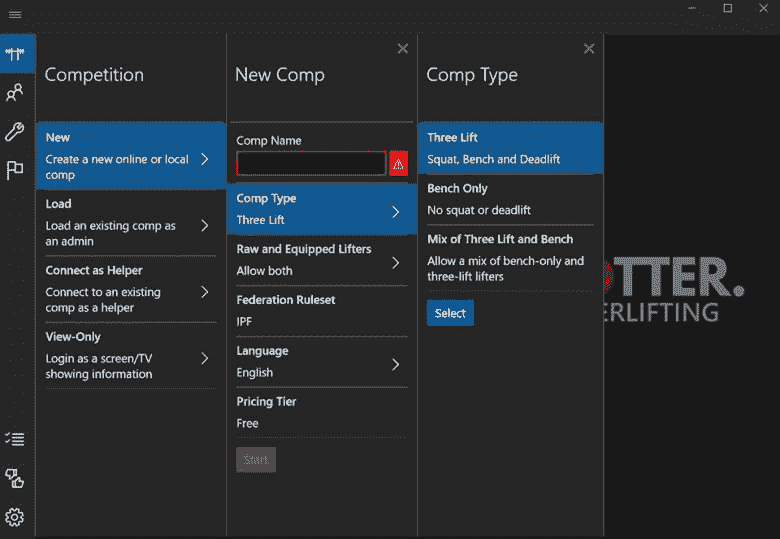 Competition
New
Create a new online or local
comp
Load
Load an existing comp as
an admin
Connect as Helper
Connect to an existing
comp as a helper
View-Only
Login as a screen/TV
showing information
New Comp
Comp Name
Comp Type
Three Lift
Raw and Equipped Lifters
Allow both
Federation Ruleset
IPF
Language
English
Pricing Tier
Free
Start
Comp Type
Three Lift
Squat, Bench and Deadlift
Bench Only
No squat or deadlift
Mix of Three Lift and Bench
Allow a mix of bench-only and
three-lift lifters
Select
TTER.
ERLIFTING